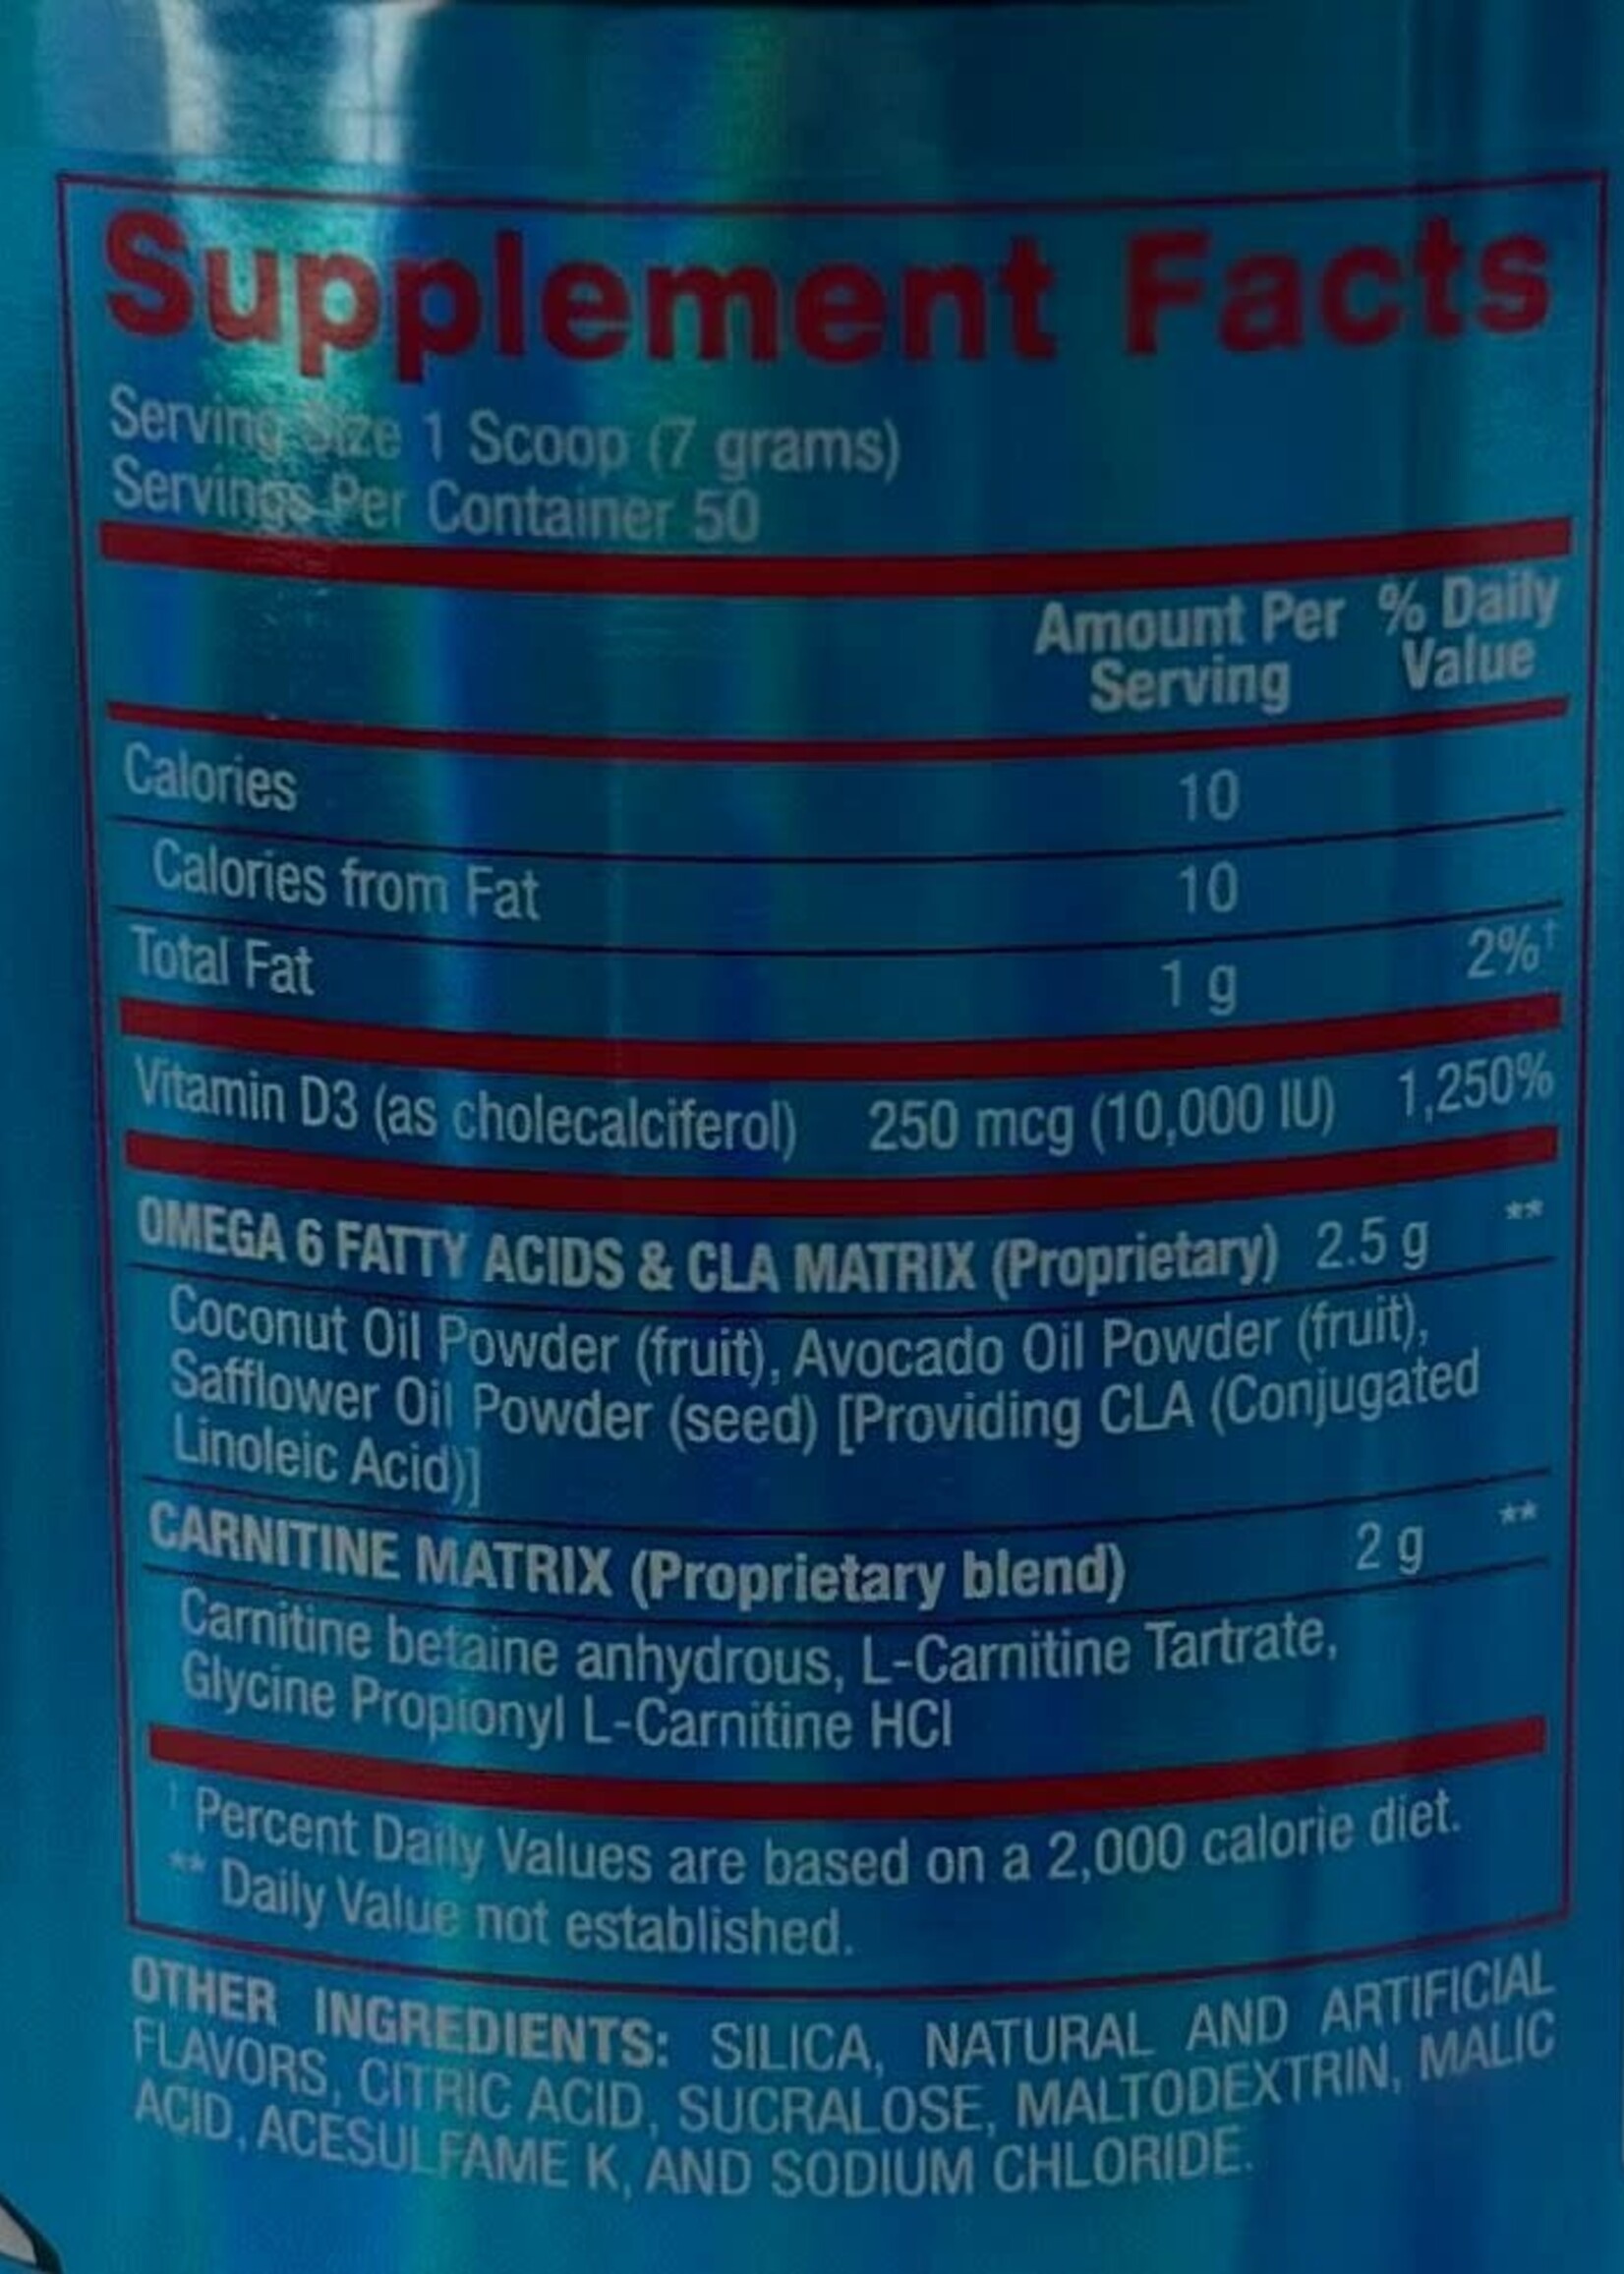 Supplement Facts
Serving Size 1 Scoop (7 grams)
Servings Per Container 50
Amount Per Serving % Daily Value
Calories 10
Calories from Fat 10
Total Fat 1 g 2%†
Vitamin D3 (as cholecalciferol) 250 mcg (10,000 IU) 1,250%
OMEGA 6 FATTY ACIDS & CLA MATRIX (Proprietary) 2.5 g **
Coconut Oil Powder (fruit), Avocado Oil Powder (fruit),
Safflower Oil Powder (seed) [Providing CLA (Conjugated
Linoleic Acid)]
CARNITINE MATRIX (Proprietary blend) 2 g **
Carnitine betaine anhydrous, L-Carnitine Tartrate,
Glycine Propionyl L-Carnitine HCl
† Percent Daily Values are based on a 2,000 calorie diet.
** Daily Value not established.
OTHER INGREDIENTS: SILICA, NATURAL AND ARTIFICIAL
FLAVORS, CITRIC ACID, SUCRALOSE, MALTODEXTRIN, MALIC
ACID, ACESULFAME K, AND SODIUM CHLORIDE.